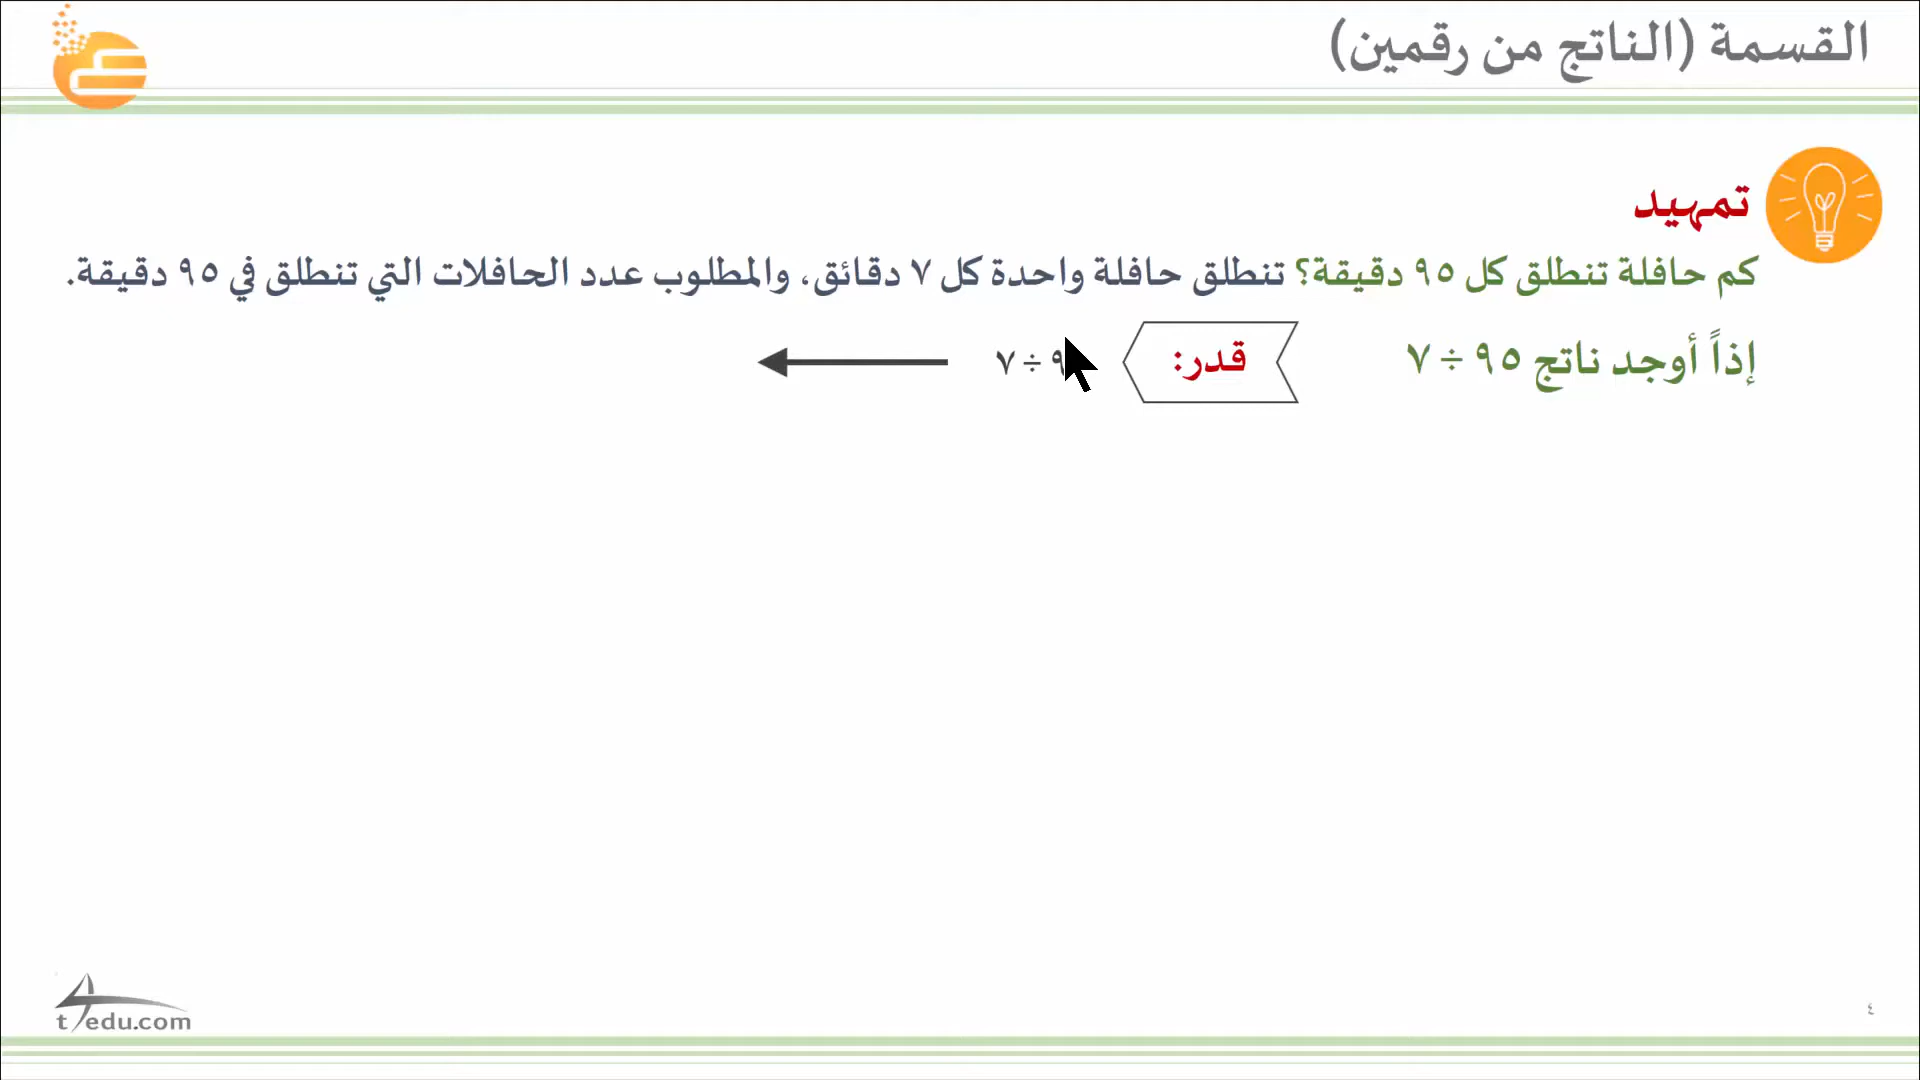 القسمة (الناتج من رقمين)
تمهيد
كم حافلة تنطلق كل ٩٥ دقيقة؟ تنطلق حافلة واحدة كل ٧ دقائق، والمطلوب عدد الحافلات التي تنطلق في ٩٥ دقيقة.
إذاً أوجد ناتج ٩٥ ÷ ٧
قدر:
÷ ٧
t4edu.com
٤